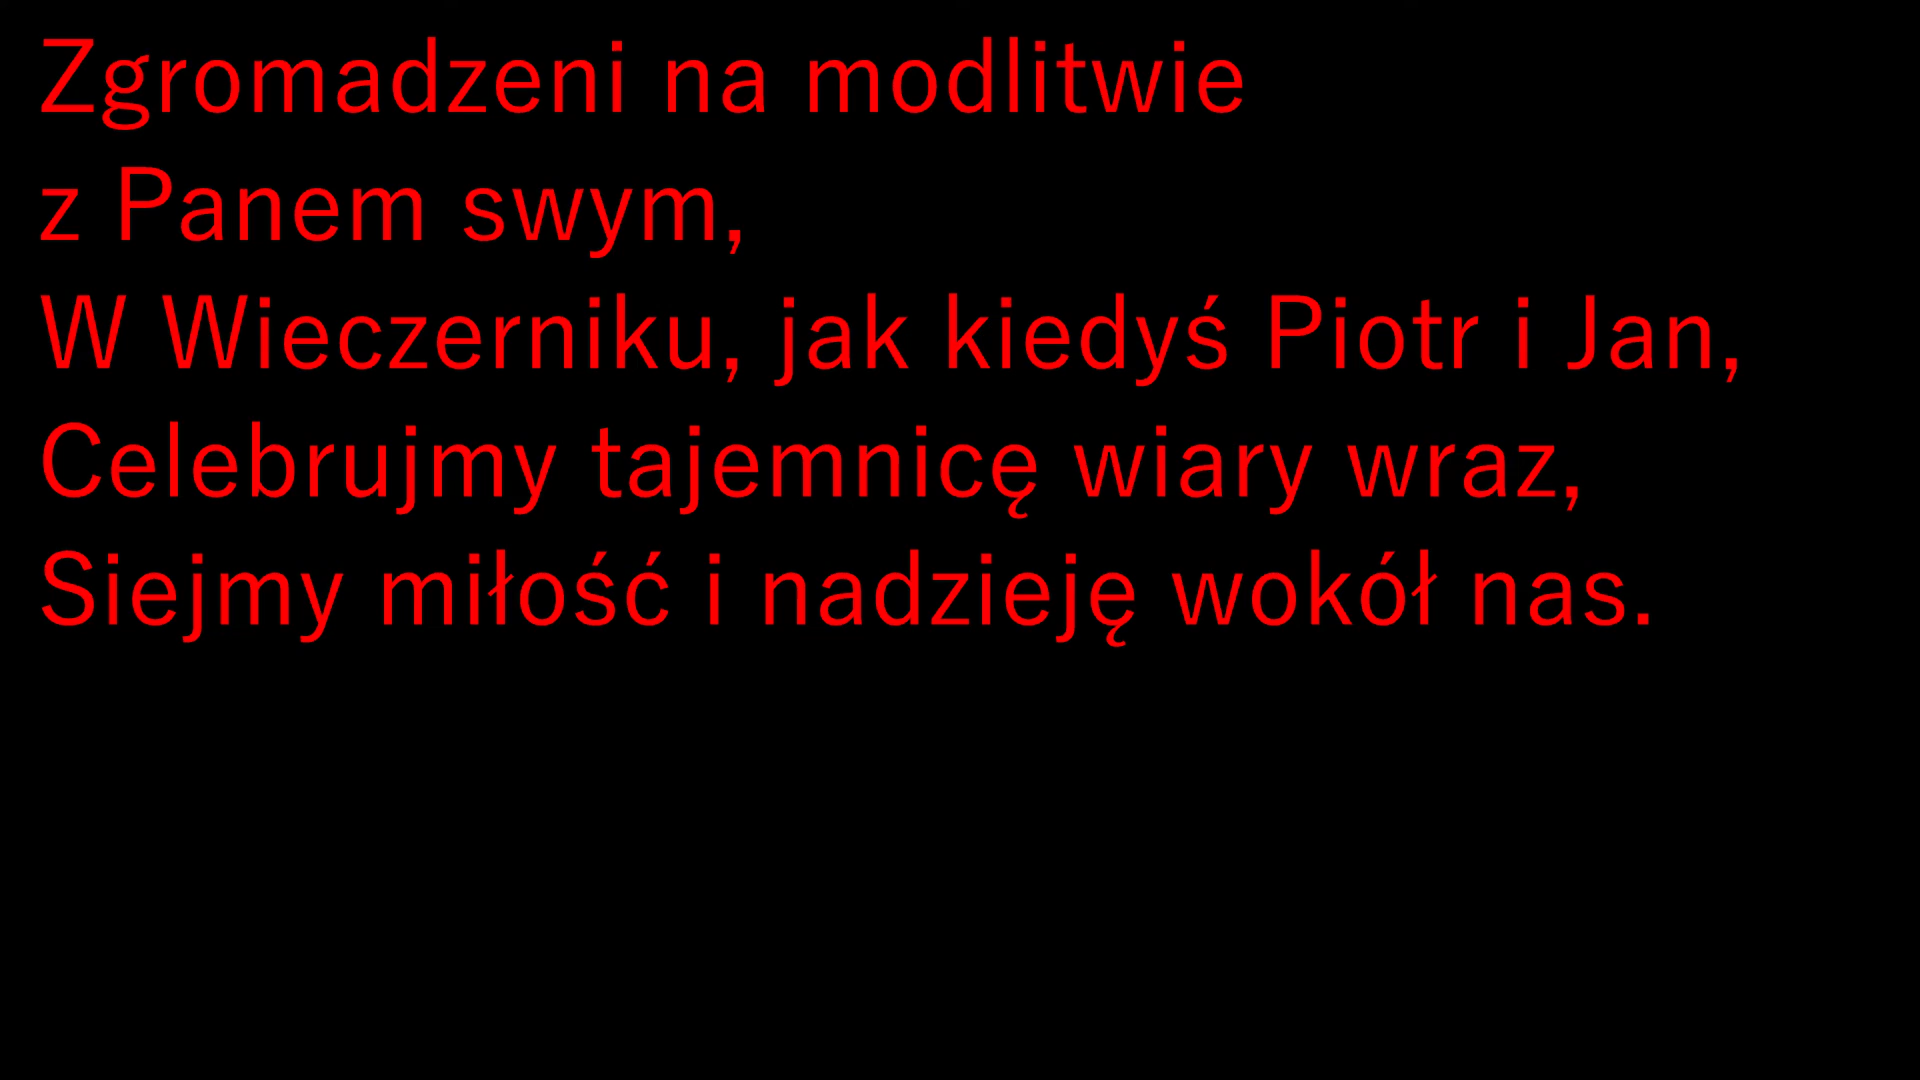 Zgromadzeni na modlitwie
z Panem swym,
W Wieczerniku, jak kiedyś Piotr i Jan,
Celebrujmy tajemnicę wiary wraz,
Siejmy miłość i nadzieję wokół nas.